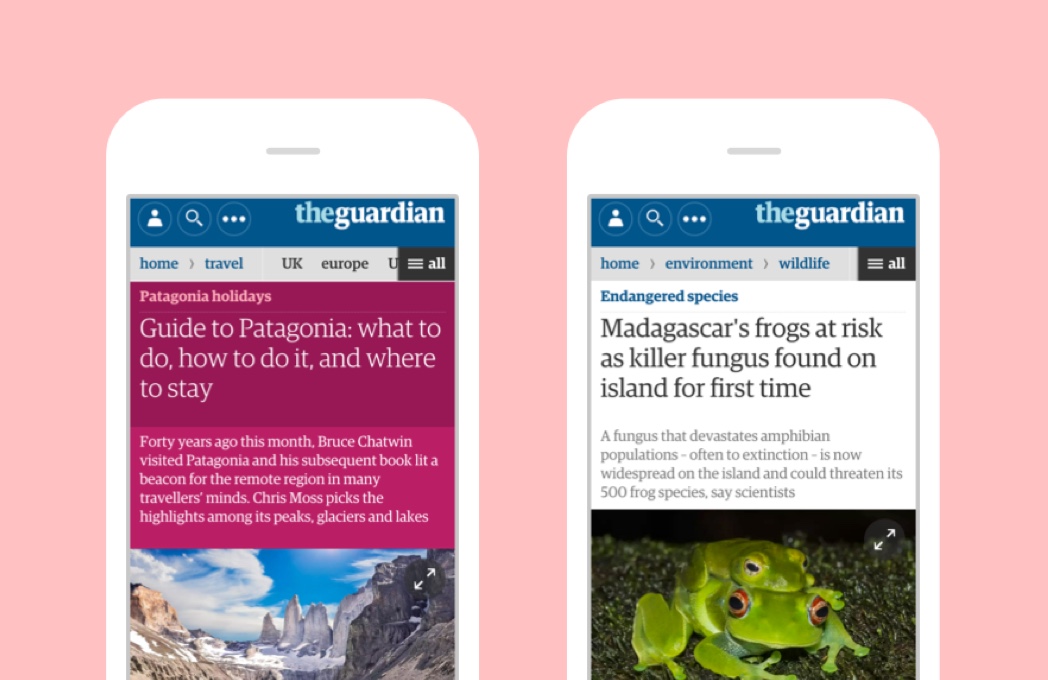 theguardian
home › travel UK europe U all
Patagonia holidays
Guide to Patagonia: what to
do, how to do it, and where
to stay
Forty years ago this month, Bruce Chatwin
visited Patagonia and his subsequent book lit a
beacon for the remote region in many
travellers' minds. Chris Moss picks the
highlights among its peaks, glaciers and lakes
theguardian
home › environment › wildlife all
Endangered species
Madagascar's frogs at risk
as killer fungus found on
island for first time
A fungus that devastates amphibian
populations – often to extinction – is now
widespread on the island and could threaten its
500 frog species, say scientists